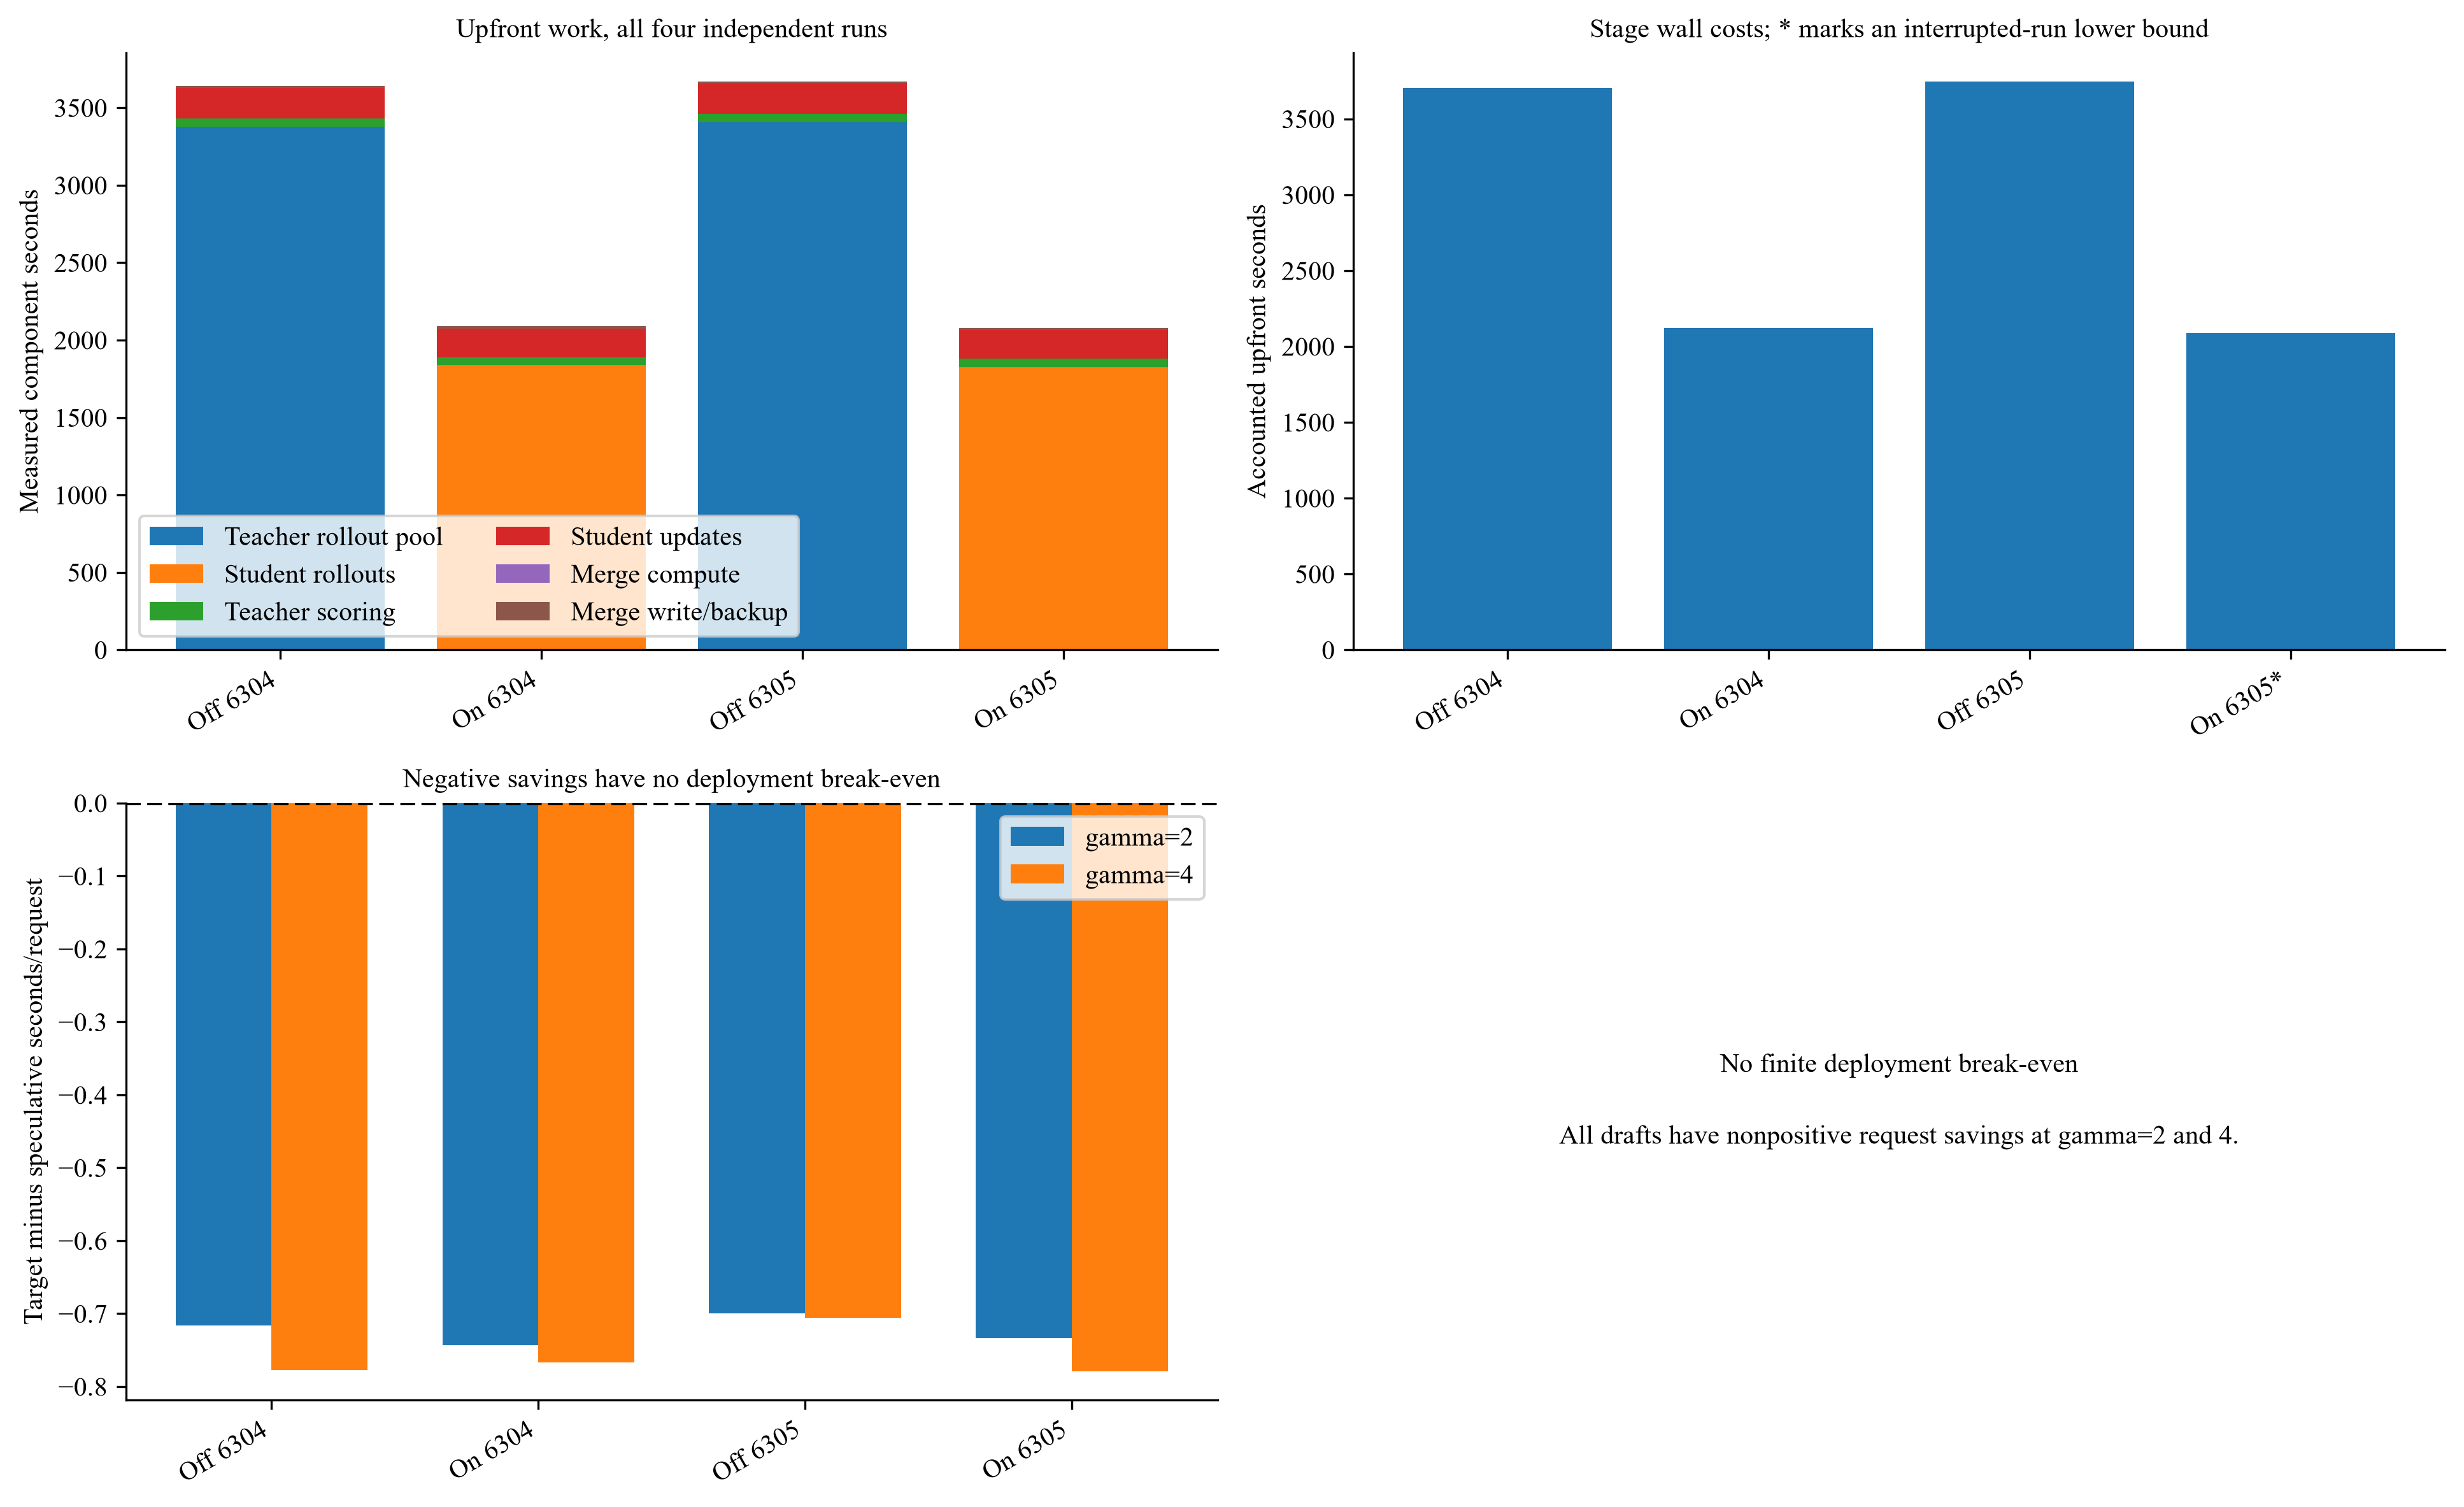 Upfront work, all four independent runs
Measured component seconds
3500
3000
2500
2000
1500
1000
500
0
Teacher rollout pool
Student rollouts
Teacher scoring
Student updates
Merge compute
Merge write/backup
Off 6304
On 6304
Off 6305
On 6305
Stage wall costs; * marks an interrupted-run lower bound
Accounted upfront seconds
3500
3000
2500
2000
1500
1000
500
0
Off 6304
On 6304
Off 6305
On 6305*
Negative savings have no deployment break-even
Target minus speculative seconds/request
0.0
−0.1
−0.2
−0.3
−0.4
−0.5
−0.6
−0.7
−0.8
gamma=2
gamma=4
Off 6304
On 6304
Off 6305
On 6305
No finite deployment break-even
All drafts have nonpositive request savings at gamma=2 and 4.